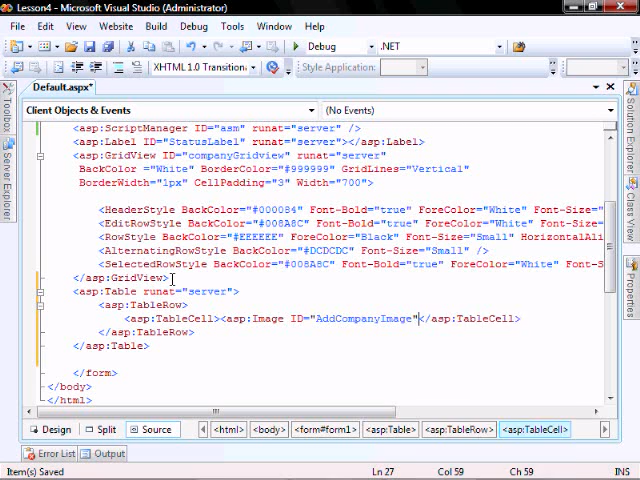 Lesson4 - Microsoft Visual Studio (Administrator)
File Edit View Debug Tools Window Help
Debug .NET
XHTML 1.0 Transition Style Application:
Default.aspx*
Client Objects & Events (No Events)
<asp:ScriptManager ID="asm" runat="server" />
<asp:Label ID="StatusLabel" runat="server"></asp:Label>
<asp:GridView ID="companyGridview" runat="server"
BackColor ="White" BorderColor="#999999" GridLines="Vertical"
BorderWidth="1px" CellPadding="3" Width="700">
<HeaderStyle BackColor="#000084" Font-Bold="true" ForeColor="White" Font-Size="
<EditRowStyle BackColor="#008A8C" Font-Bold="true" ForeColor="White" Font-Size=
<RowStyle BackColor="#EEEEEE" ForeColor="Black" Font-Size="Small" HorizontalAli
<AlternatingRowStyle BackColor="#DCDCDC" Font-Size="Small" />
<SelectedRowStyle BackColor="#008A8C" Font-Bold="true" ForeColor="White" Font-S
</asp:GridView>
<asp:Table runat="server">
<asp:TableRow>
<asp:TableCell><asp:Image ID="AddCompanyImage"</asp:TableCell>
</asp:TableRow>
</asp:Table>
</form>
</body>
</html>
Design Split Source <html> <body> <form#form1> <asp:Table> <asp:TableRow> <asp:TableCell>
Error List Output
Item(s) Saved Ln 27 Col 59 Ch 59 INS
Toolbox
Server Explorer
Solution Explorer
Class View
Properties